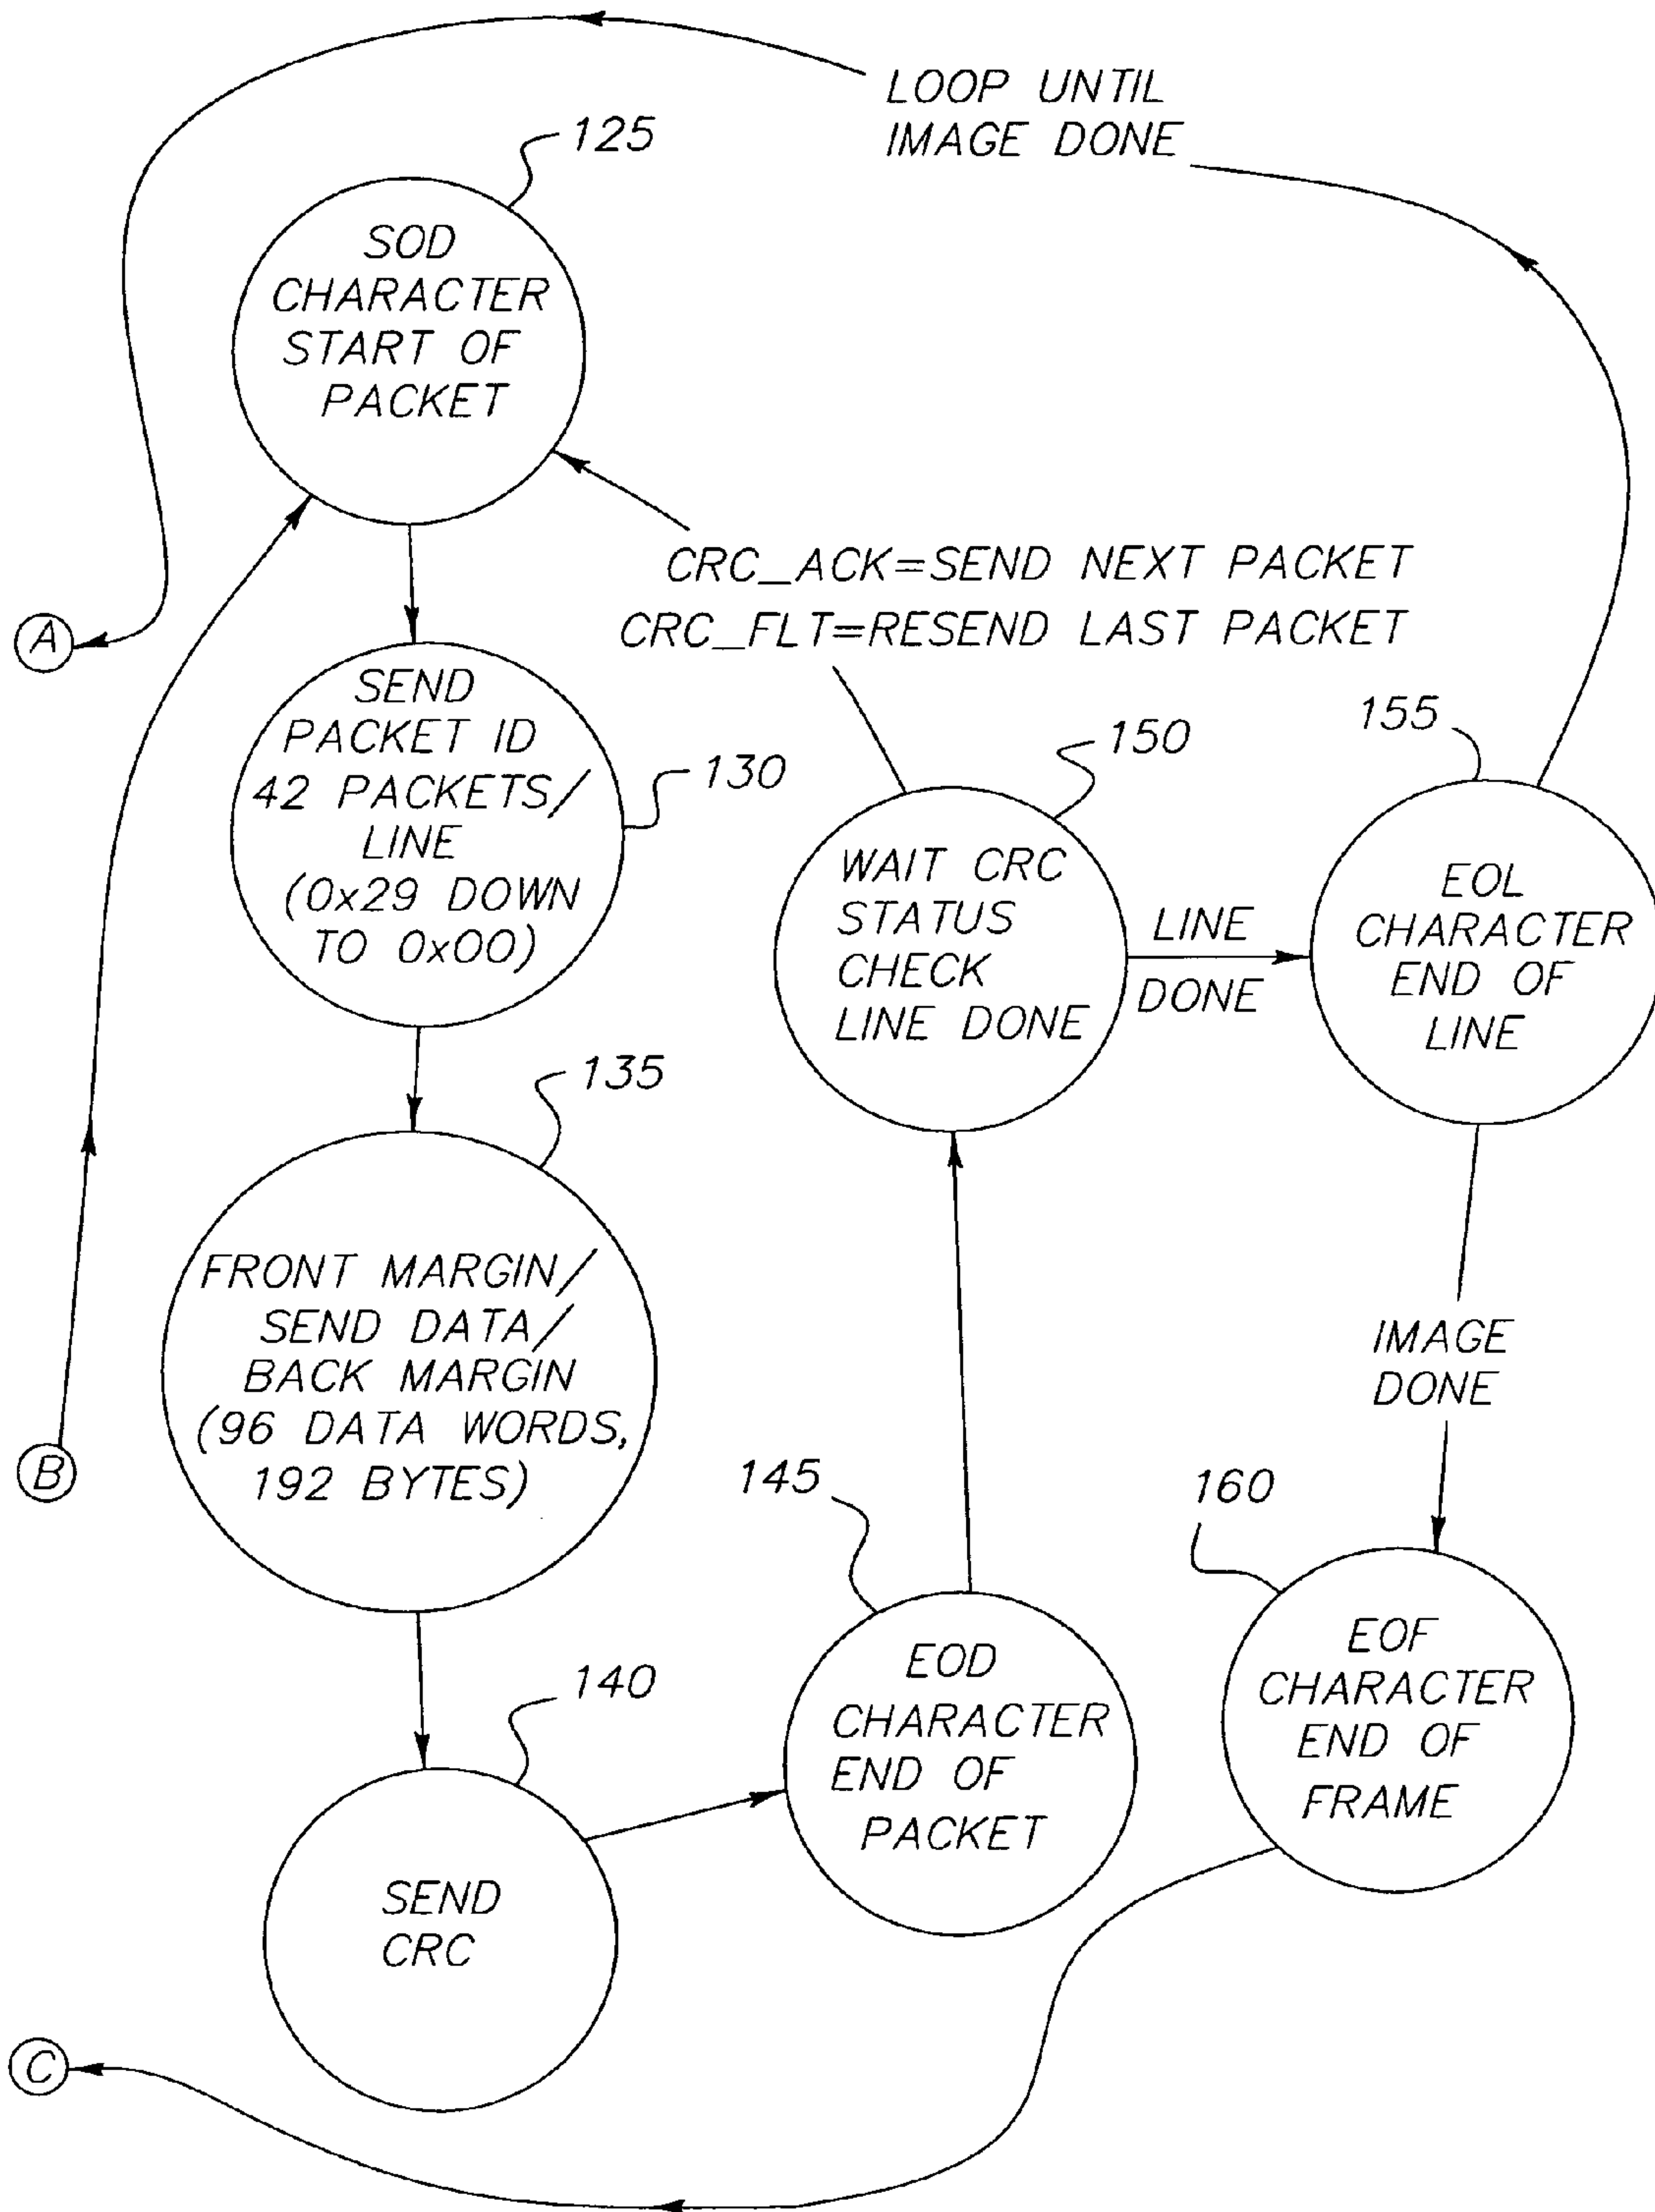 LOOP UNTIL
IMAGE DONE
125
SOD
CHARACTER
START OF
PACKET
CRC_ACK=SEND NEXT PACKET
CRC_FLT=RESEND LAST PACKET
A
SEND
PACKET ID
42 PACKETS/
LINE
(0x29 DOWN
TO 0x00)
130
150
155
WAIT CRC
STATUS
CHECK
LINE DONE
LINE
DONE
EOL
CHARACTER
END OF
LINE
135
FRONT MARGIN/
SEND DATA/
BACK MARGIN
(96 DATA WORDS,
192 BYTES)
B
IMAGE
DONE
145
160
EOD
CHARACTER
END OF
PACKET
EOF
CHARACTER
END OF
FRAME
140
SEND
CRC
C